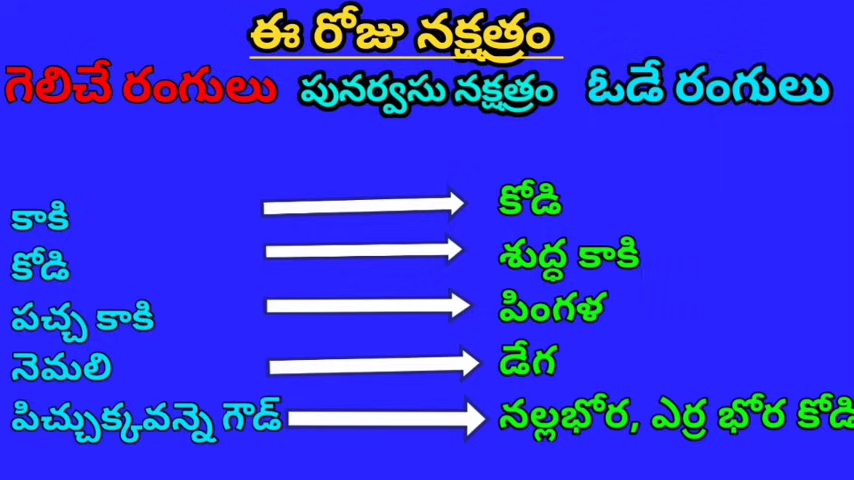 ఈ రోజు నక్షత్రం
గెలిచే రంగులు పునర్వసు నక్షత్రం ఓడే రంగులు
కాకి కోడి
కోడి శుద్ధ కాకి
పచ్చ కాకి పింగళ
నెమలి డేగ
పిచ్చుక్కవన్నె గౌడ్ నల్లభోర, ఎర్ర భోర కోడి